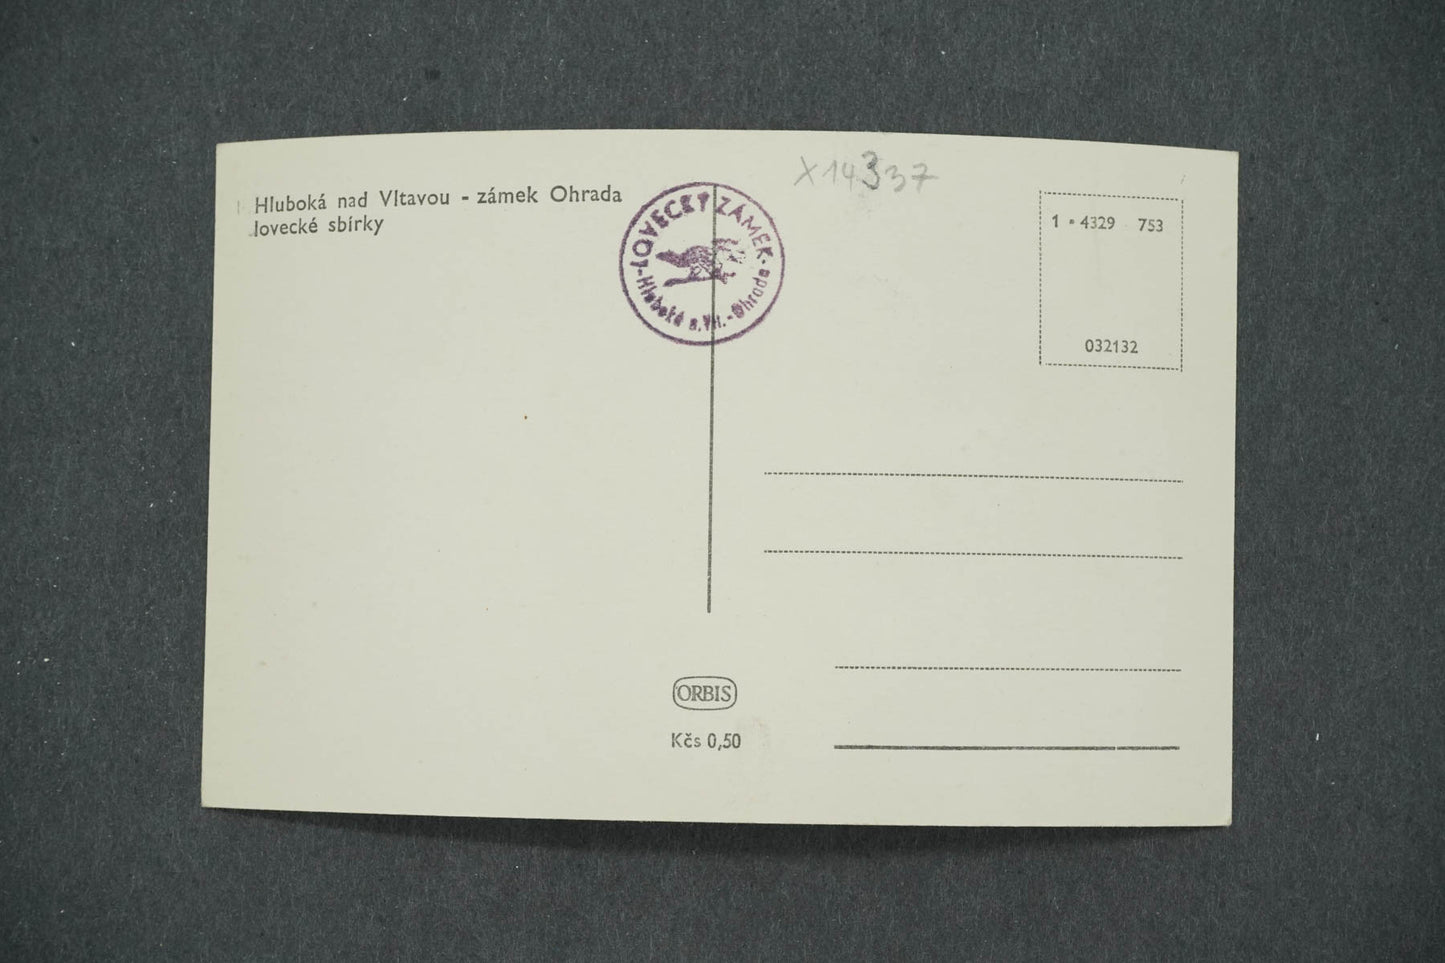 X14337
Hluboká nad Vltavou - zámek Ohrada
lovecké sbírky
LOVECKÝ ZÁMEK
Hluboká n. Vlt. - Ohrada
1 • 4329 753
032132
ORBIS
Kčs 0,50